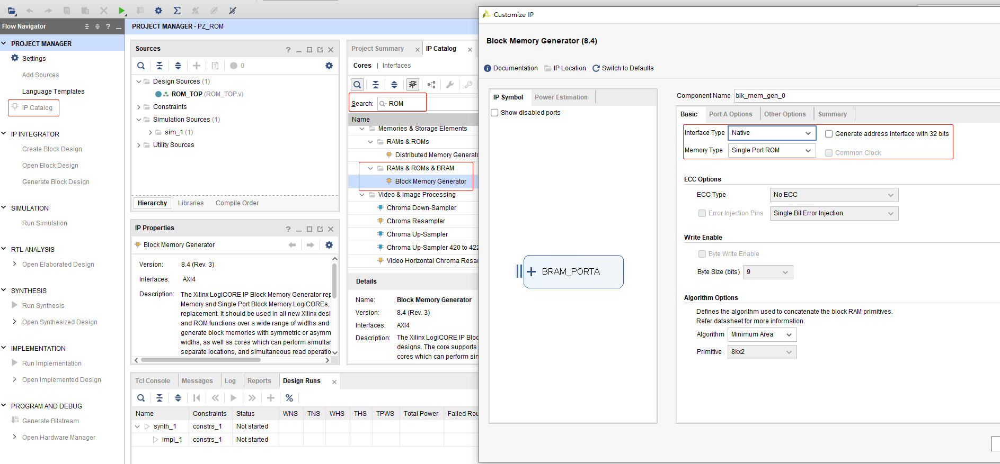 Flow Navigator
PROJECT MANAGER
Settings
Add Sources
Language Templates
IP Catalog
IP INTEGRATOR
Create Block Design
Open Block Design
Generate Block Design
SIMULATION
Run Simulation
RTL ANALYSIS
Open Elaborated Design
SYNTHESIS
Run Synthesis
Open Synthesized Design
IMPLEMENTATION
Run Implementation
Open Implemented Design
PROGRAM AND DEBUG
Generate Bitstream
Open Hardware Manager
PROJECT MANAGER - PZ_ROM
Sources
0
Design Sources (1)
ROM_TOP (ROM_TOP.v)
Constraints
Simulation Sources (1)
sim_1 (1)
Utility Sources
Hierarchy Libraries Compile Order
IP Properties
Block Memory Generator
Version: 8.4 (Rev. 3)
Interfaces: AXI4
Description: The Xilinx LogiCORE IP Block Memory Generator rep
Memory and Single Port Block Memory LogiCOREs,
replacement. It should be used in all new Xilinx desi
and ROM functions over a wide range of widths and
generate block memories with symmetric or asymm
widths, as well as cores which can perform simultar
separate locations, and simultaneous read operatio
Project Summary IP Catalog
Cores | Interfaces
Search: ROM
Name
Memories & Storage Elements
RAMs & ROMs
Distributed Memory Generato
RAMs & ROMs & BRAM
Block Memory Generator
Video & Image Processing
Chroma Down-Sampler
Chroma Resampler
Chroma Up-Sampler
Chroma Up-Sampler 420 to 422
Video Horizontal Chroma Resar
Details
Name: Block Memory Generator
Version: 8.4 (Rev. 3)
Interfaces: AXI4
Description: The Xilinx LogiCORE IP Bloc
designs. The core supports
cores which can perform sin
Tcl Console Messages Log Reports Design Runs
Name Constraints Status WNS TNS WHS THS TPWS Total Power Failed Rou
synth_1 constrs_1 Not started
impl_1 constrs_1 Not started
Customize IP
Block Memory Generator (8.4)
Documentation IP Location Switch to Defaults
IP Symbol Power Estimation
Show disabled ports
BRAM_PORTA
Component Name blk_mem_gen_0
Basic Port A Options Other Options Summary
Interface Type Native Generate address interface with 32 bits
Memory Type Single Port ROM Common Clock
ECC Options
ECC Type No ECC
Error Injection Pins Single Bit Error Injection
Write Enable
Byte Write Enable
Byte Size (bits) 9
Algorithm Options
Defines the algorithm used to concatenate the block RAM primitives.
Refer datasheet for more information.
Algorithm Minimum Area
Primitive 8kx2